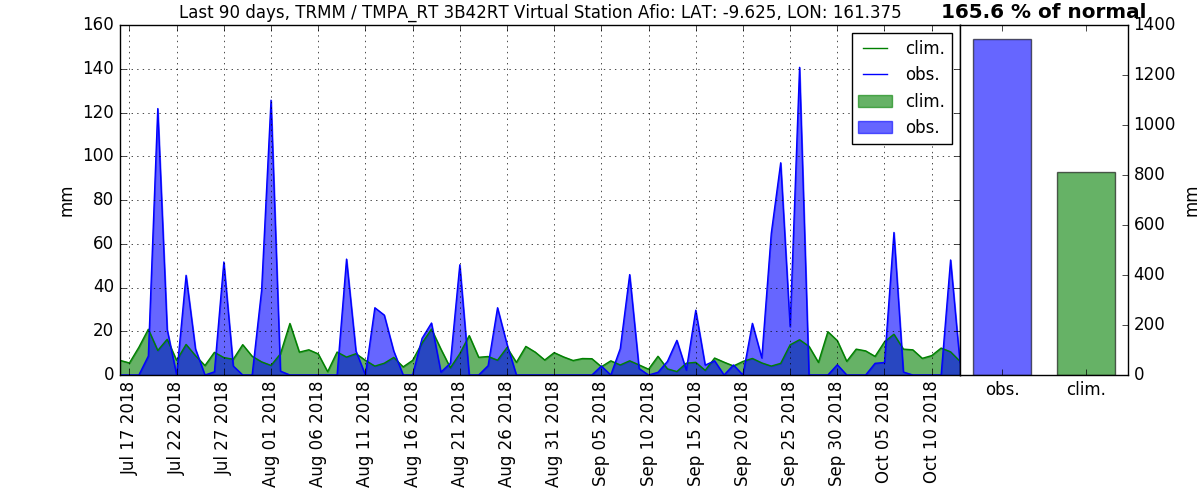 Last 90 days, TRMM / TMPA_RT 3B42RT Virtual Station Afio: LAT: -9.625, LON: 161.375
165.6 % of normal
160
140
120
100
80
60
40
20
0
mm
clim.
obs.
clim.
obs.
1400
1200
1000
800
600
400
200
0
mm
obs.
clim.
Jul 17 2018
Jul 22 2018
Jul 27 2018
Aug 01 2018
Aug 06 2018
Aug 11 2018
Aug 16 2018
Aug 21 2018
Aug 26 2018
Aug 31 2018
Sep 05 2018
Sep 10 2018
Sep 15 2018
Sep 20 2018
Sep 25 2018
Sep 30 2018
Oct 05 2018
Oct 10 2018